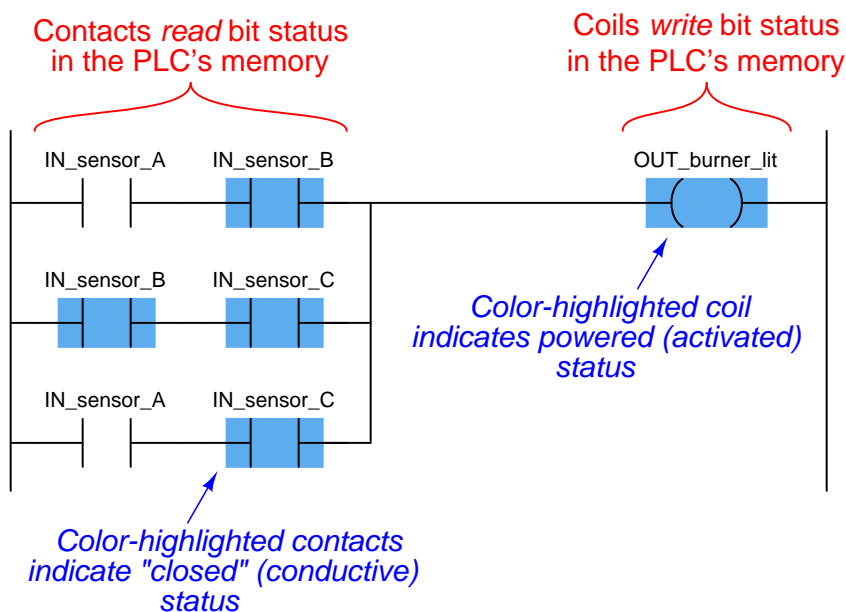 Contacts read bit status
in the PLC's memory
Coils write bit status
in the PLC's memory
IN_sensor_A
IN_sensor_B
OUT_burner_lit
IN_sensor_B
IN_sensor_C
Color-highlighted coil
indicates powered (activated)
status
IN_sensor_A
IN_sensor_C
Color-highlighted contacts
indicate "closed" (conductive)
status